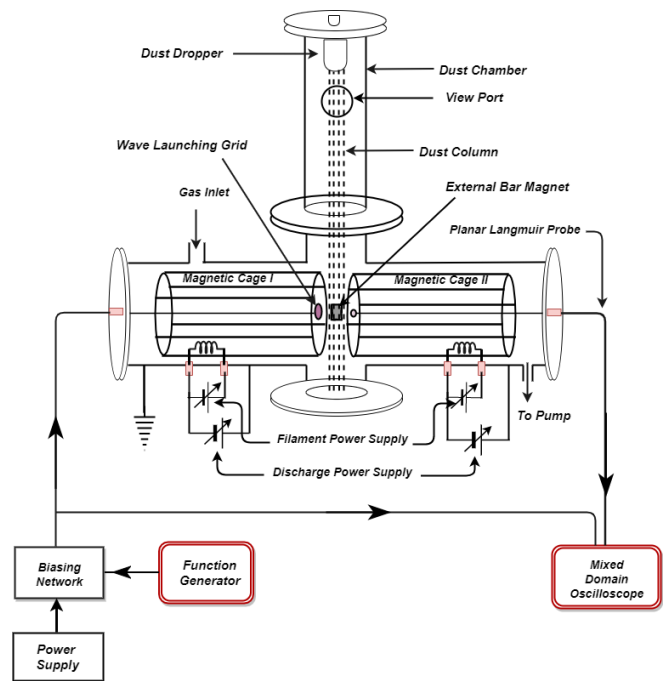 Dust Dropper
Dust Chamber
View Port
Wave Launching Grid
Dust Column
Gas Inlet
External Bar Magnet
Planar Langmuir Probe
Magnetic Cage I
Magnetic Cage II
To Pump
Filament Power Supply
Discharge Power Supply
Biasing
Network
Function
Generator
Mixed
Domain
Oscilloscope
Power
Supply